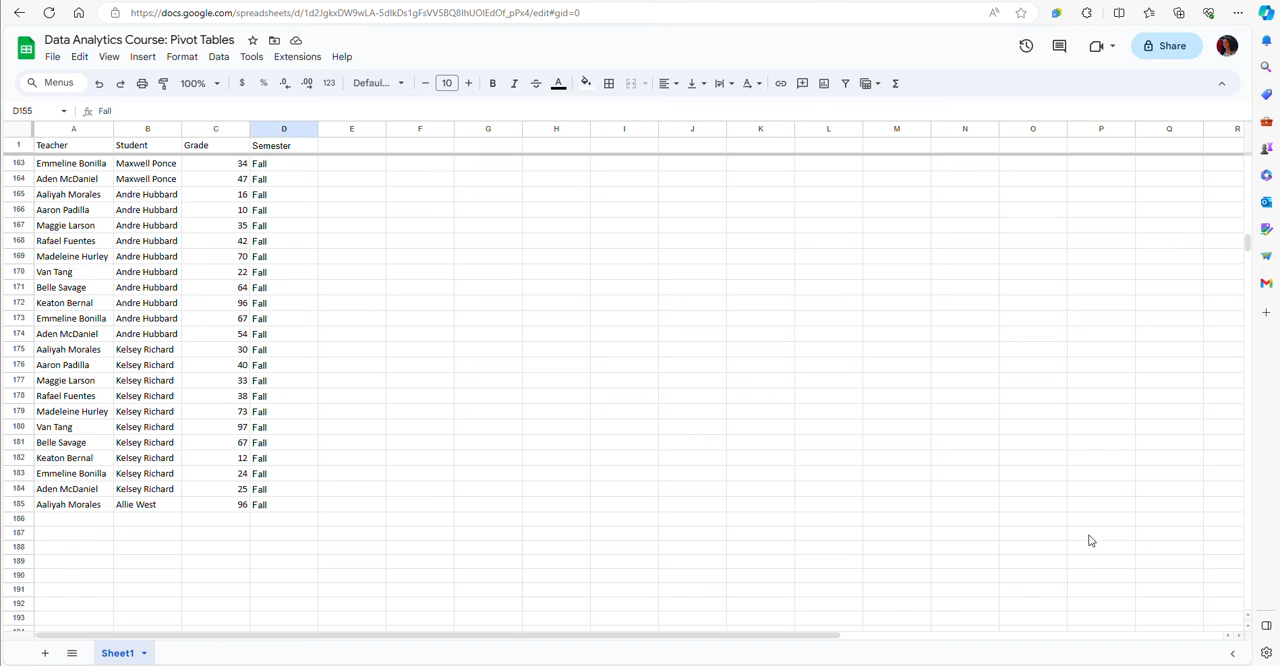 https://docs.google.com/spreadsheets/d/1d2JgkxDW9wLA-5dlkDs1gFsVV5BQ8lhUOlEdOf_pPx4/edit#gid=0
Data Analytics Course: Pivot Tables
File Edit View Insert Format Data Tools Extensions Help
Share
Menus 100% $ % .0 .00 123 Defaul... 10 B I A
D155 fx Fall
A B C D E F G H I J K L M N O P Q R
1 Teacher Student Grade Semester
163 Emmeline Bonilla Maxwell Ponce 34 Fall
164 Aden McDaniel Maxwell Ponce 47 Fall
165 Aaliyah Morales Andre Hubbard 16 Fall
166 Aaron Padilla Andre Hubbard 10 Fall
167 Maggie Larson Andre Hubbard 35 Fall
168 Rafael Fuentes Andre Hubbard 42 Fall
169 Madeleine Hurley Andre Hubbard 70 Fall
170 Van Tang Andre Hubbard 22 Fall
171 Belle Savage Andre Hubbard 64 Fall
172 Keaton Bernal Andre Hubbard 96 Fall
173 Emmeline Bonilla Andre Hubbard 67 Fall
174 Aden McDaniel Andre Hubbard 54 Fall
175 Aaliyah Morales Kelsey Richard 30 Fall
176 Aaron Padilla Kelsey Richard 40 Fall
177 Maggie Larson Kelsey Richard 33 Fall
178 Rafael Fuentes Kelsey Richard 38 Fall
179 Madeleine Hurley Kelsey Richard 73 Fall
180 Van Tang Kelsey Richard 97 Fall
181 Belle Savage Kelsey Richard 67 Fall
182 Keaton Bernal Kelsey Richard 12 Fall
183 Emmeline Bonilla Kelsey Richard 24 Fall
184 Aden McDaniel Kelsey Richard 25 Fall
185 Aaliyah Morales Allie West 96 Fall
186
187
188
189
190
191
192
193
Sheet1